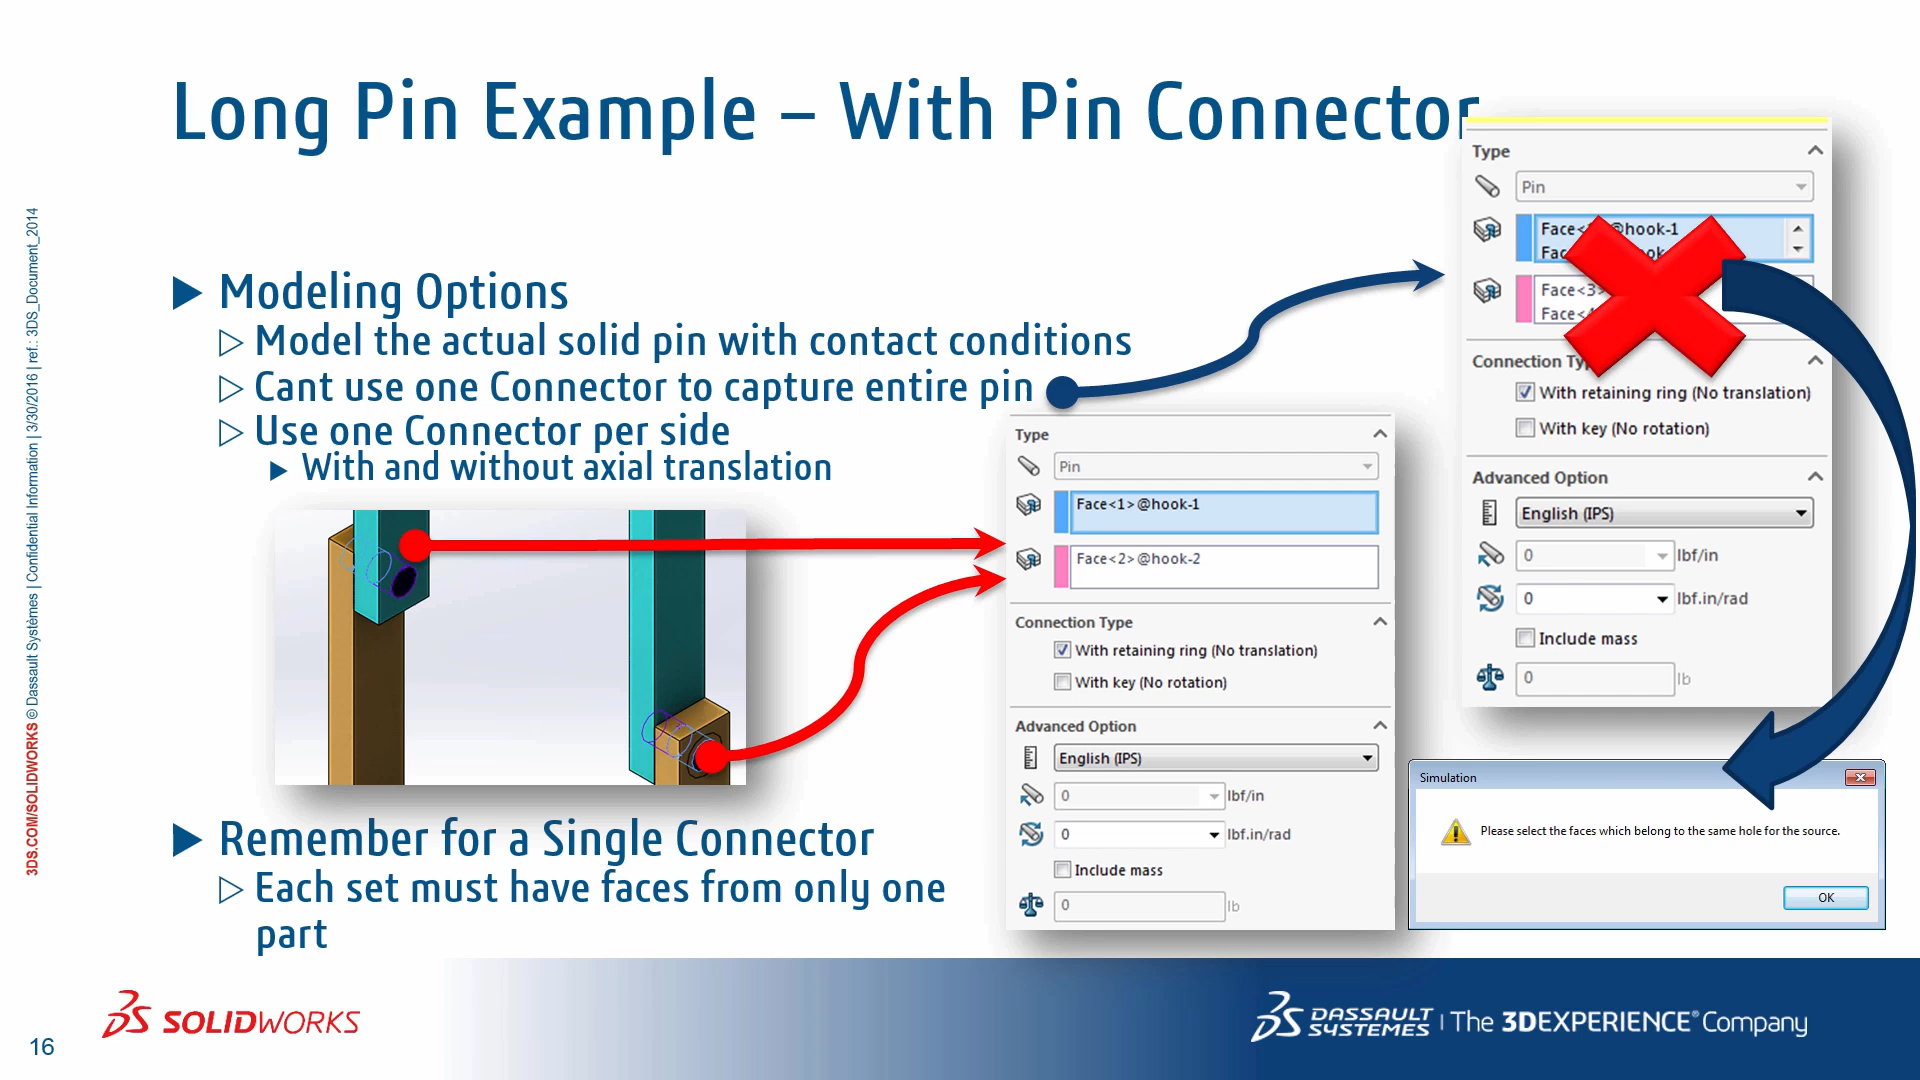 Long Pin Example – With Pin Connector
Modeling Options
Model the actual solid pin with contact conditions
Cant use one Connector to capture entire pin
Use one Connector per side
With and without axial translation
Remember for a Single Connector
Each set must have faces from only one
part
Type
Pin
Face<1>@hook-1
Face<2>@hook-2
Connection Type
With retaining ring (No translation)
With key (No rotation)
Advanced Option
English (IPS)
0 lbf/in
0 lbf.in/rad
Include mass
0 lb
Type
Pin
@hook-1
Face<3>
Connection
With retaining ring (No translation)
With key (No rotation)
Advanced Option
English (IPS)
0 lbf/in
0 lbf.in/rad
Include mass
0 lb
Simulation
Please select the faces which belong to the same hole for the source.
OK
3DS.COM/SOLIDWORKS © Dassault Systèmes | Confidential Information | 3/30/2016 | ref.: 3DS_Document_2014
16
SOLIDWORKS
DASSAULT SYSTEMES | The 3DEXPERIENCE® Company